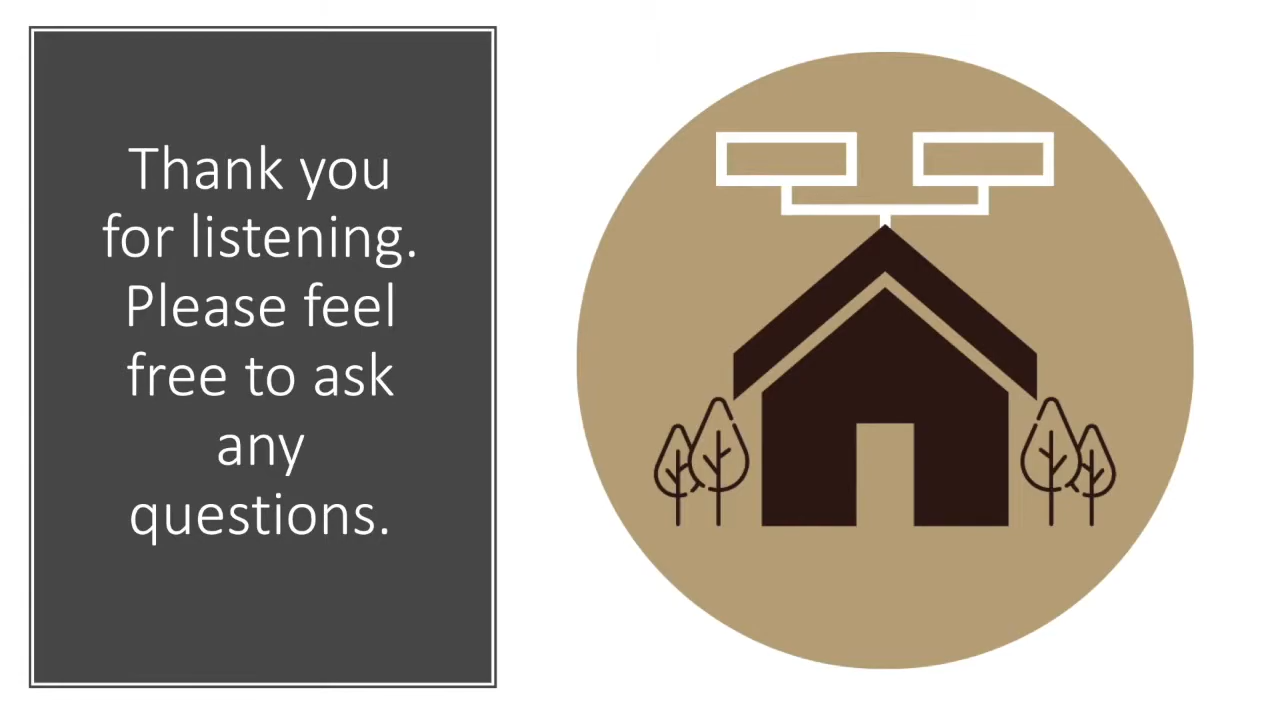 Thank you
for listening.
Please feel
free to ask
any
questions.